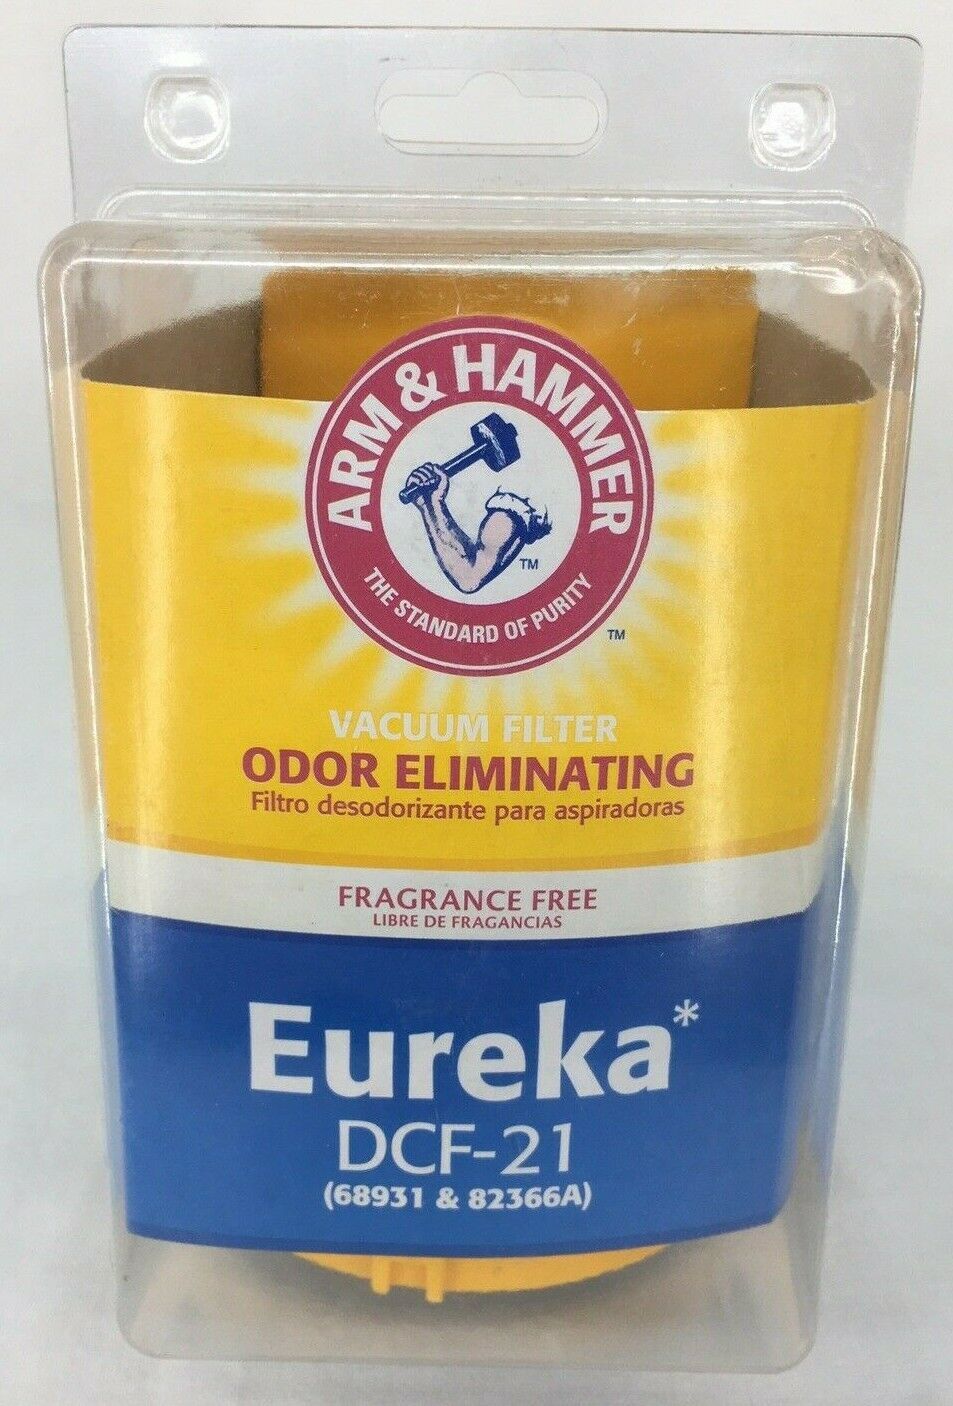 ARM & HAMMER
THE STANDARD OF PURITY
TM
TM
VACUUM FILTER
ODOR ELIMINATING
Filtro desodorizante para aspiradoras
FRAGRANCE FREE
LIBRE DE FRAGANCIAS
Eureka*
DCF-21
(68931 & 82366A)